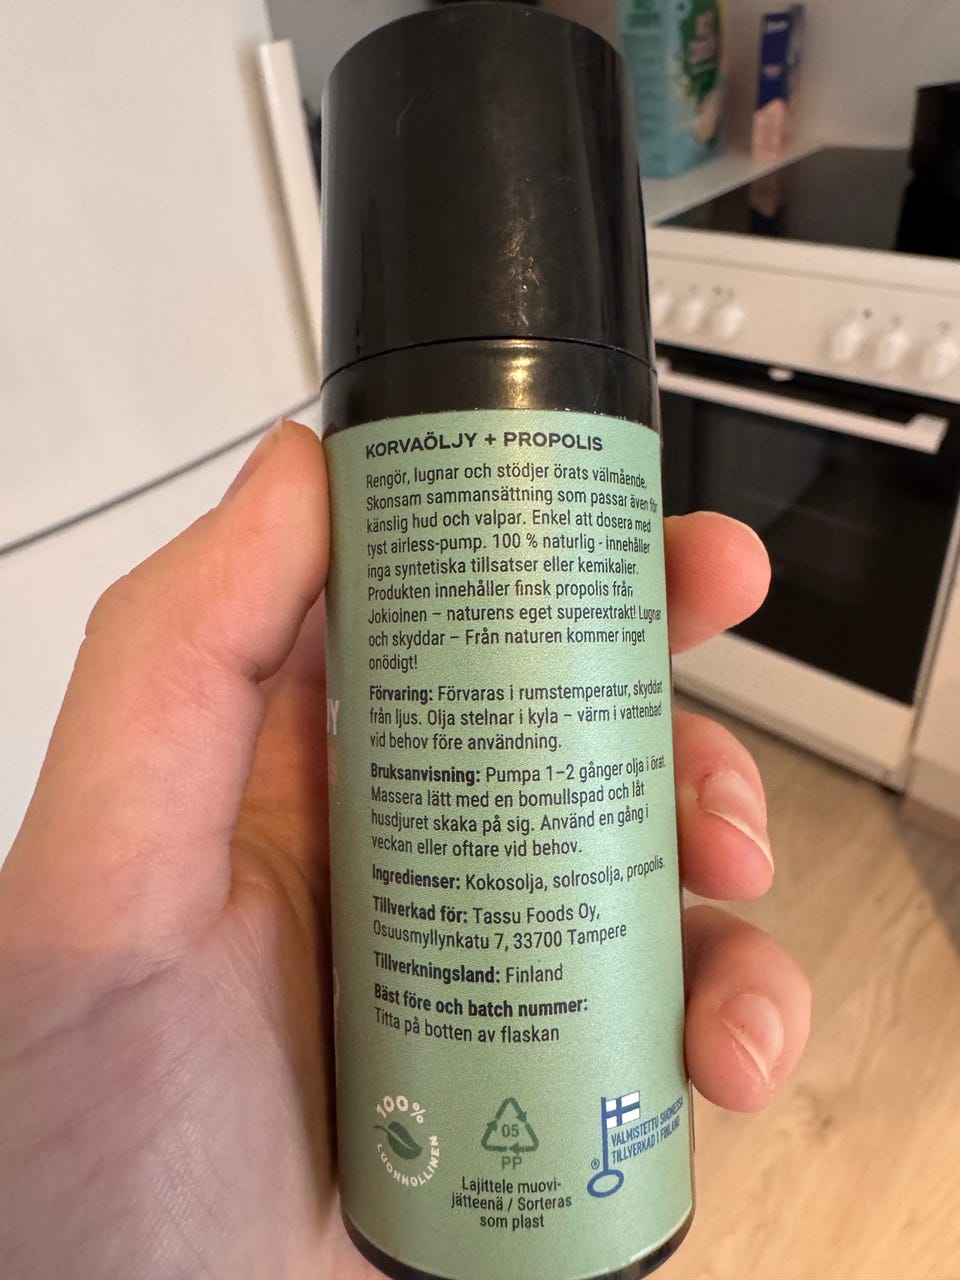 KORVAÖLJY + PROPOLIS
Rengör, lugnar och stödjer örats välmående.
Skonsam sammansättning som passar även för
känslig hud och valpar. Enkel att dosera med
tyst airless-pump. 100 % naturlig - innehåller
inga syntetiska tillsatser eller kemikalier.
Produkten innehåller finsk propolis från
Jokioinen – naturens eget superextrakt! Lugnar
och skyddar – Från naturen kommer inget
onödigt!
Förvaring: Förvaras i rumstemperatur, skyddat
från ljus. Olja stelnar i kyla – värm i vattenbad
vid behov före användning.
Bruksanvisning: Pumpa 1–2 gånger olja i örat.
Massera lätt med en bomullspad och låt
husdjuret skaka på sig. Använd en gång i
veckan eller oftare vid behov.
Ingredienser: Kokosolja, solrosolja, propolis.
Tillverkad för: Tassu Foods Oy,
Osuusmyllynkatu 7, 33700 Tampere
Tillverkningsland: Finland
Bäst före och batch nummer:
Titta på botten av flaskan
100%
LUONNOLLINEN
05
PP
Lajittele muovi-
jätteenä / Sorteras
som plast
VALMISTETTU SUOMESSA
TILLVERKAD I FINLAND
®